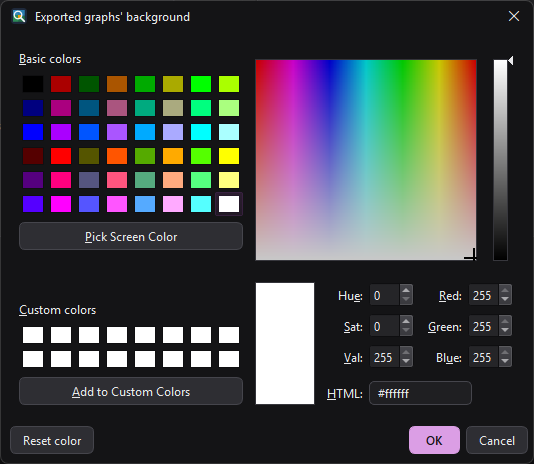 Exported graphs' background
Basic colors
Pick Screen Color
Custom colors
Add to Custom Colors
Hue: 0 Red: 255
Sat: 0 Green: 255
Val: 255 Blue: 255
HTML: #ffffff
Reset color OK Cancel